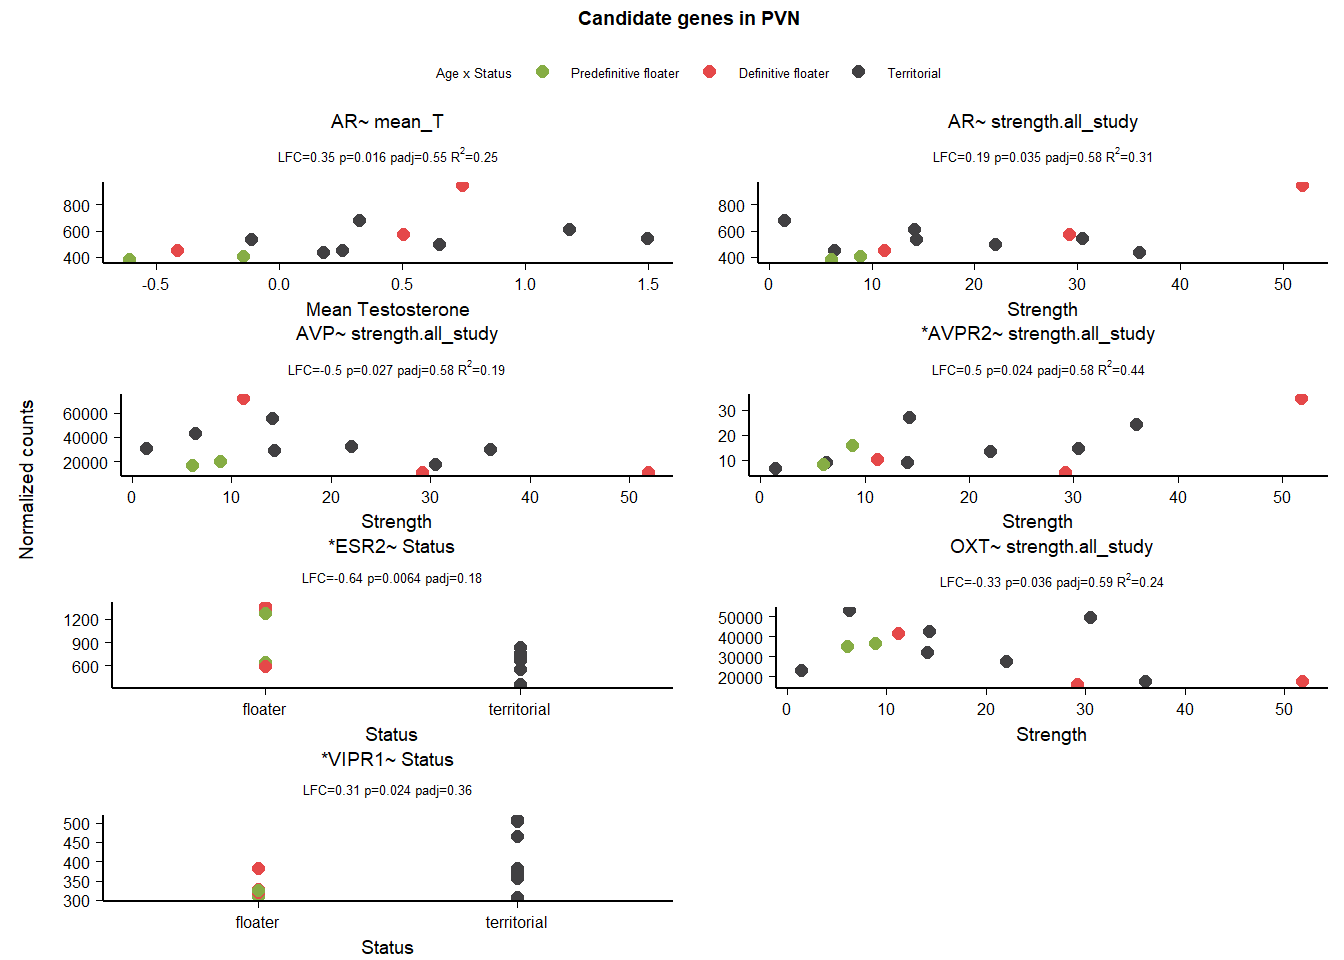 Candidate genes in PVN
Age x Status Predefinitive floater Definitive floater Territorial
Normalized counts
AR~ mean_T
LFC=0.35 p=0.016 padj=0.55 R²=0.25
800
600
400
-0.5 0.0 0.5 1.0 1.5
Mean Testosterone
AR~ strength.all_study
LFC=0.19 p=0.035 padj=0.58 R²=0.31
800
600
400
0 10 20 30 40 50
Strength
AVP~ strength.all_study
LFC=-0.5 p=0.027 padj=0.58 R²=0.19
60000
40000
20000
0 10 20 30 40 50
Strength
*AVPR2~ strength.all_study
LFC=0.5 p=0.024 padj=0.58 R²=0.44
30
20
10
0 10 20 30 40 50
Strength
*ESR2~ Status
LFC=-0.64 p=0.0064 padj=0.18
1200
900
600
floater territorial
Status
OXT~ strength.all_study
LFC=-0.33 p=0.036 padj=0.59 R²=0.24
50000
40000
30000
20000
0 10 20 30 40 50
Strength
*VIPR1~ Status
LFC=0.31 p=0.024 padj=0.36
500
450
400
350
300
floater territorial
Status